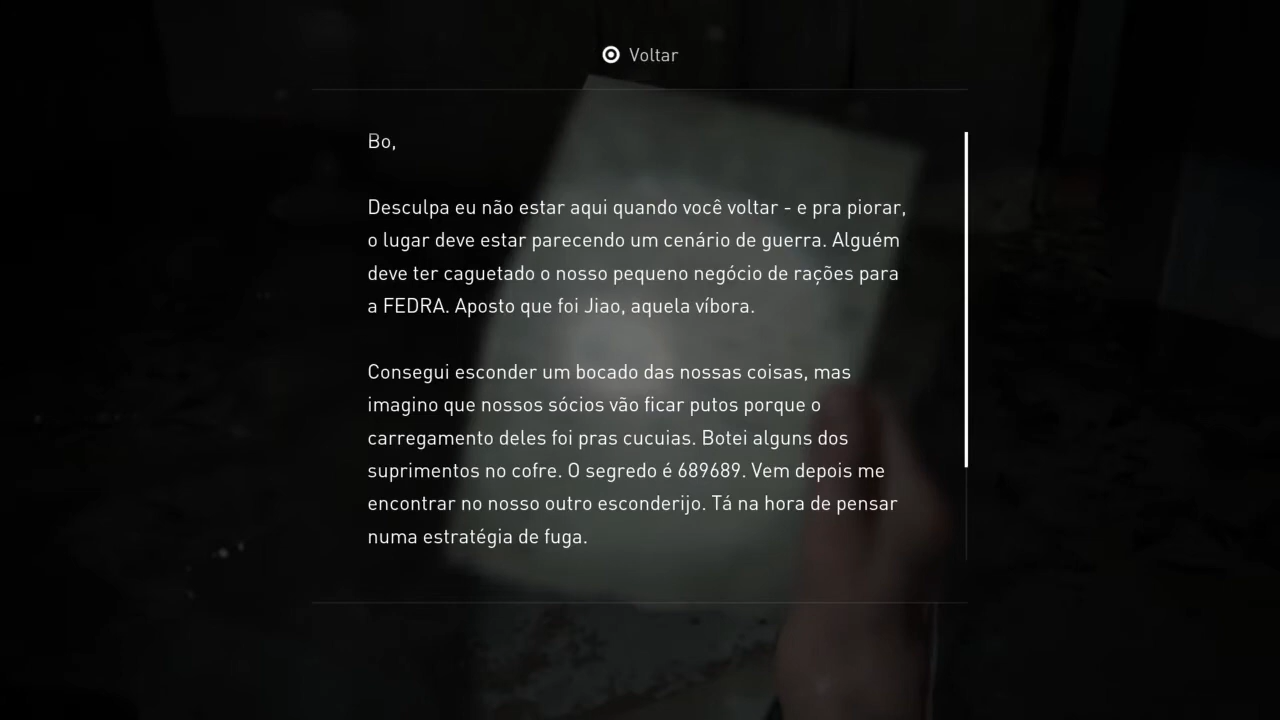 Voltar
Bo,
Desculpa eu não estar aqui quando você voltar - e pra piorar,
o lugar deve estar parecendo um cenário de guerra. Alguém
deve ter caguetado o nosso pequeno negócio de rações para
a FEDRA. Aposto que foi Jiao, aquela víbora.
Consegui esconder um bocado das nossas coisas, mas
imagino que nossos sócios vão ficar putos porque o
carregamento deles foi pras cucuias. Botei alguns dos
suprimentos no cofre. O segredo é 689689. Vem depois me
encontrar no nosso outro esconderijo. Tá na hora de pensar
numa estratégia de fuga.